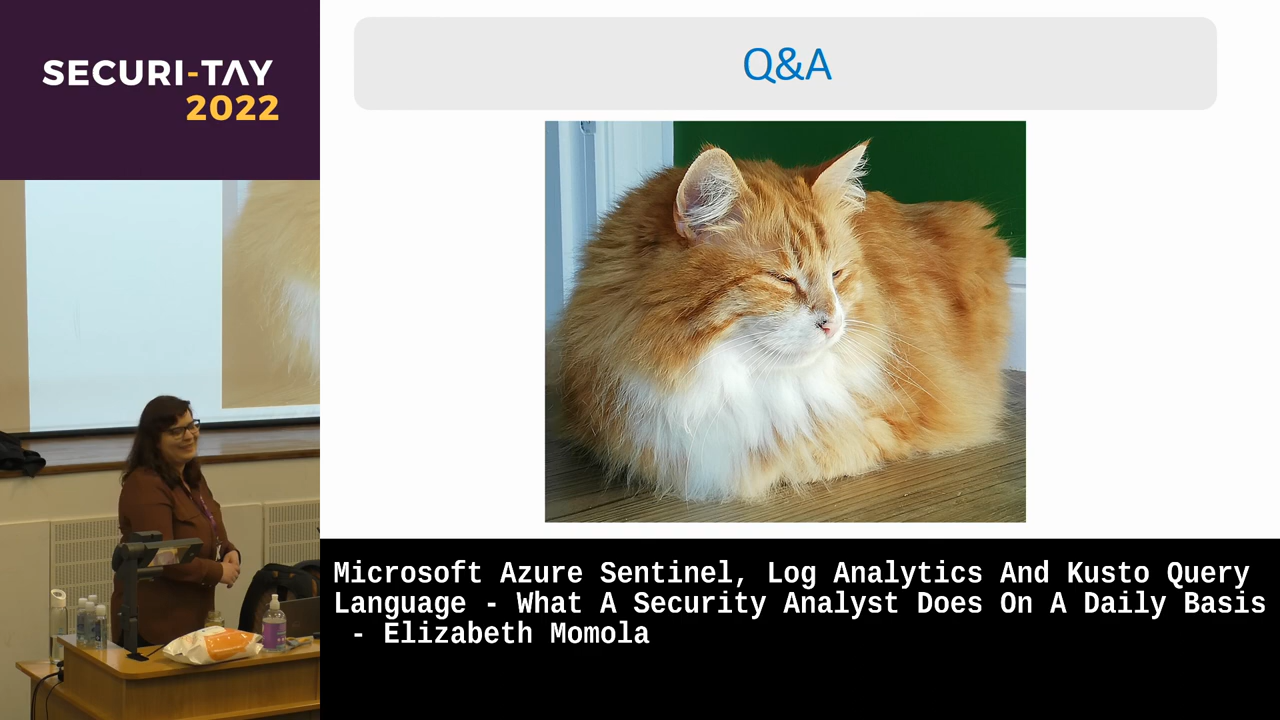 SECURI-TAY
2022
Q&A
Microsoft Azure Sentinel, Log Analytics And Kusto Query
Language - What A Security Analyst Does On A Daily Basis
- Elizabeth Momola